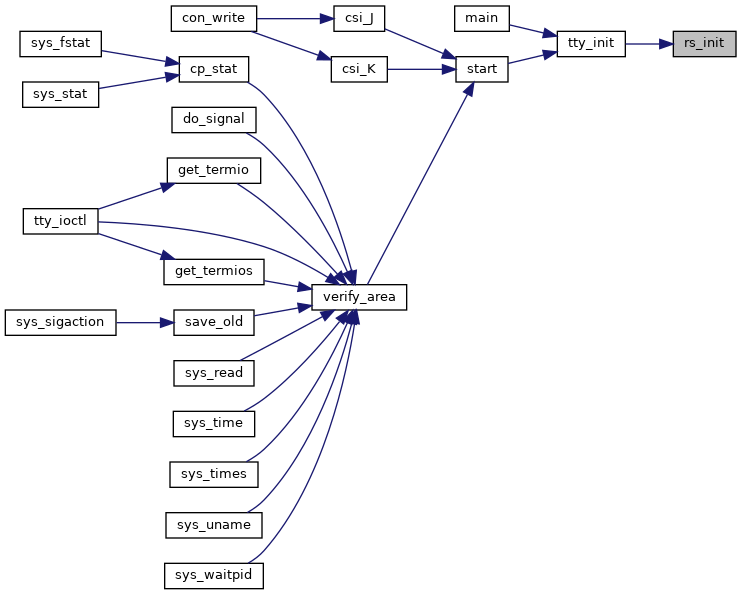 con_write
csi_J
main
sys_fstat
tty_init
rs_init
cp_stat
csi_K
start
sys_stat
do_signal
get_termio
tty_ioctl
get_termios
verify_area
sys_sigaction
save_old
sys_read
sys_time
sys_times
sys_uname
sys_waitpid